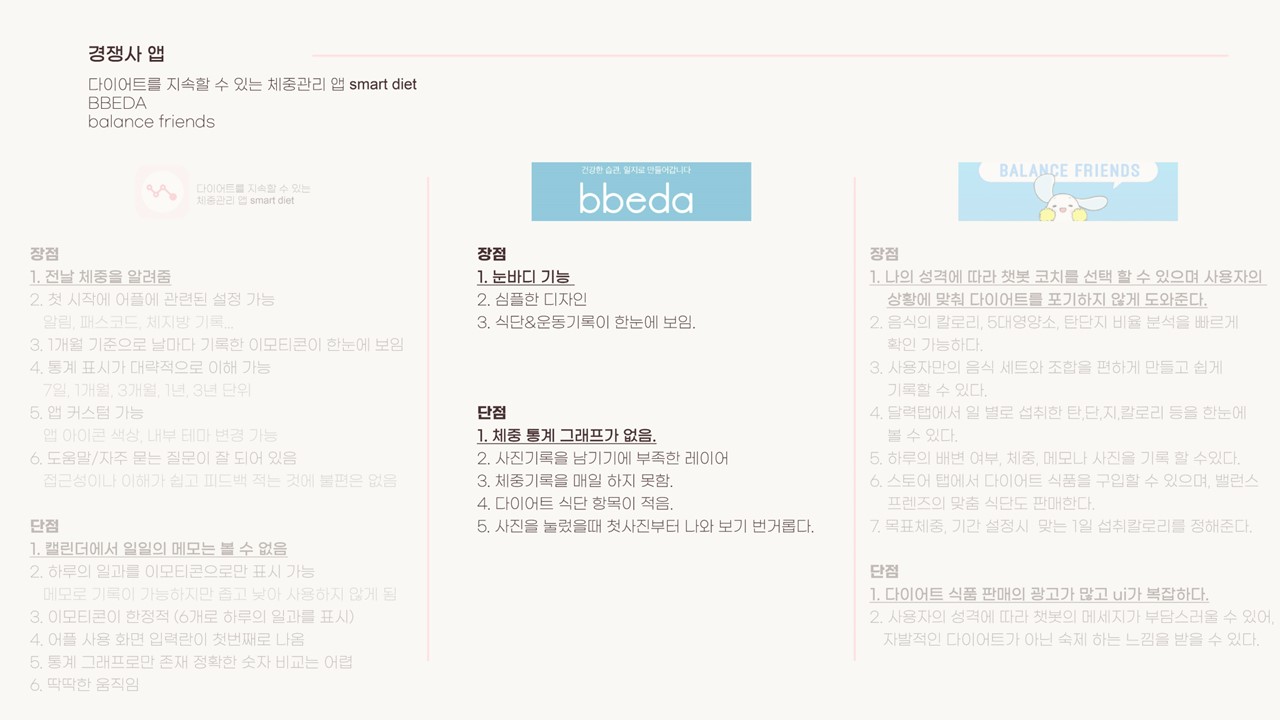 경쟁사 앱
다이어트를 지속할 수 있는 체중관리 앱 smart diet
BBEDA
balance friends
다이어트를 지속할 수 있는
체중관리 앱 smart diet
장점
1. 전날 체중을 알려줌
2. 첫 시작에 어플에 관련된 설정 가능
알림, 패스코드, 체지방 기록...
3. 1개월 기준으로 날마다 기록한 이모티콘이 한눈에 보임
4. 통계 표시가 대략적으로 이해 가능
7일, 1개월, 3개월, 1년, 3년 단위
5. 앱 커스텀 가능
앱 아이콘 색상, 내부 테마 변경 가능
6. 도움말/자주 묻는 질문이 잘 되어 있음
접근성이나 이해가 쉽고 피드백 적는 것에 불편은 없음
단점
1. 캘린더에서 일일의 메모는 볼 수 없음
2. 하루의 일과를 이모티콘으로만 표시 가능
메모로 기록이 가능하지만 좁고 낮아 사용하지 않게 됨
3. 이모티콘이 한정적 (6개로 하루의 일과를 표시)
4. 어플 사용 화면 입력란이 첫번째로 나옴
5. 통계 그래프로만 존재 정확한 숫자 비교는 어렵
6. 딱딱한 움직임
건강한 습관, 일지로 만들어갑니다
bbeda
장점
1. 눈바디 기능
2. 심플한 디자인
3. 식단&운동기록이 한눈에 보임.
단점
1. 체중 통계 그래프가 없음.
2. 사진기록을 남기기에 부족한 레이어
3. 체중기록을 매일 하지 못함.
4. 다이어트 식단 항목이 적음.
5. 사진을 눌렀을때 첫사진부터 나와 보기 번거롭다.
BALANCE FRIENDS
장점
1. 나의 성격에 따라 챗봇 코치를 선택 할 수 있으며 사용자의
상황에 맞춰 다이어트를 포기하지 않게 도와준다.
2. 음식의 칼로리, 5대영양소, 탄단지 비율 분석을 빠르게
확인 가능하다.
3. 사용자만의 음식 세트와 조합을 편하게 만들고 쉽게
기록할 수 있다.
4. 달력탭에서 일 별로 섭취한 탄,단,지,칼로리 등을 한눈에
볼 수 있다.
5. 하루의 배변 여부, 체중, 메모나 사진을 기록 할 수있다.
6. 스토어 탭에서 다이어트 식품을 구입할 수 있으며, 밸런스
프렌즈의 맞춤 식단도 판매한다.
7. 목표체중, 기간 설정시 맞는 1일 섭취칼로리를 정해준다.
단점
1. 다이어트 식품 판매의 광고가 많고 ui가 복잡하다.
2. 사용자의 성격에 따라 챗봇의 메세지가 부담스러울 수 있어,
자발적인 다이어트가 아닌 숙제 하는 느낌을 받을 수 있다.